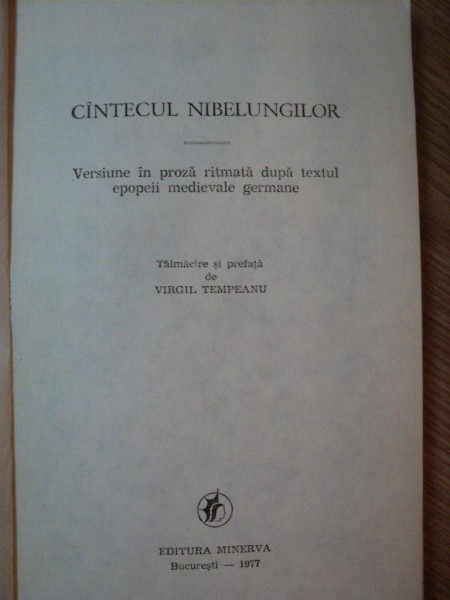 CÎNTECUL NIBELUNGILOR
Versiune în proză ritmată după textul
epopeii medievale germane
Tălmăcire și prefață
de
VIRGIL TEMPEANU
EDITURA MINERVA
București — 1977